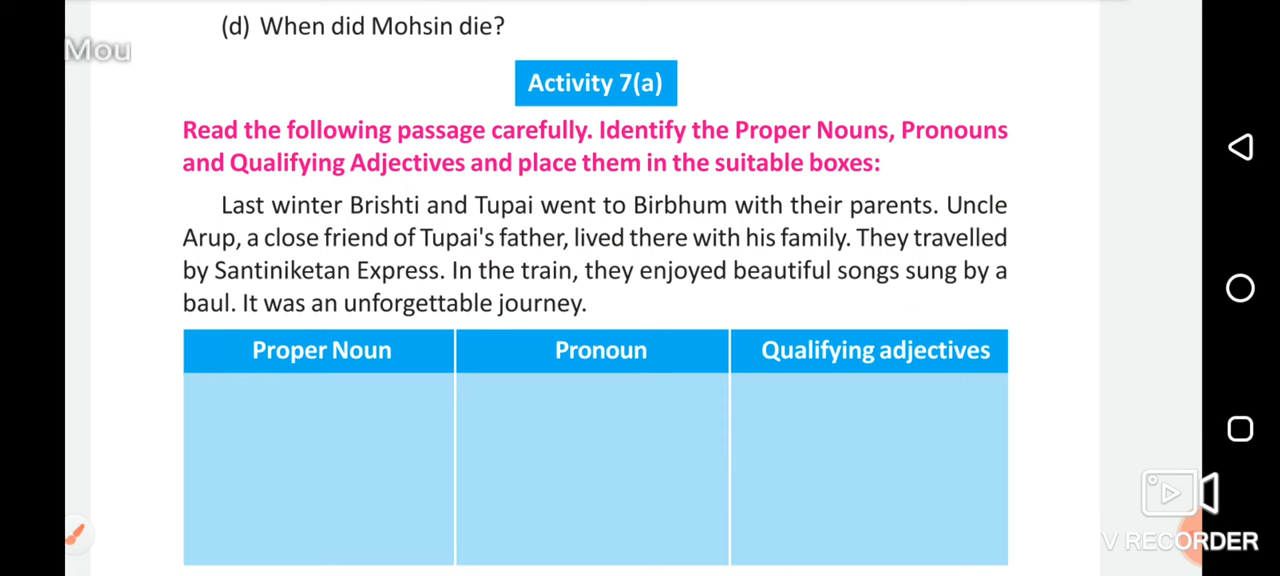 (d) When did Mohsin die?
Mou
Activity 7(a)
Read the following passage carefully. Identify the Proper Nouns, Pronouns
and Qualifying Adjectives and place them in the suitable boxes:
Last winter Brishti and Tupai went to Birbhum with their parents. Uncle
Arup, a close friend of Tupai's father, lived there with his family. They travelled
by Santiniketan Express. In the train, they enjoyed beautiful songs sung by a
baul. It was an unforgettable journey.
Proper Noun Pronoun Qualifying adjectives
V RECORDER